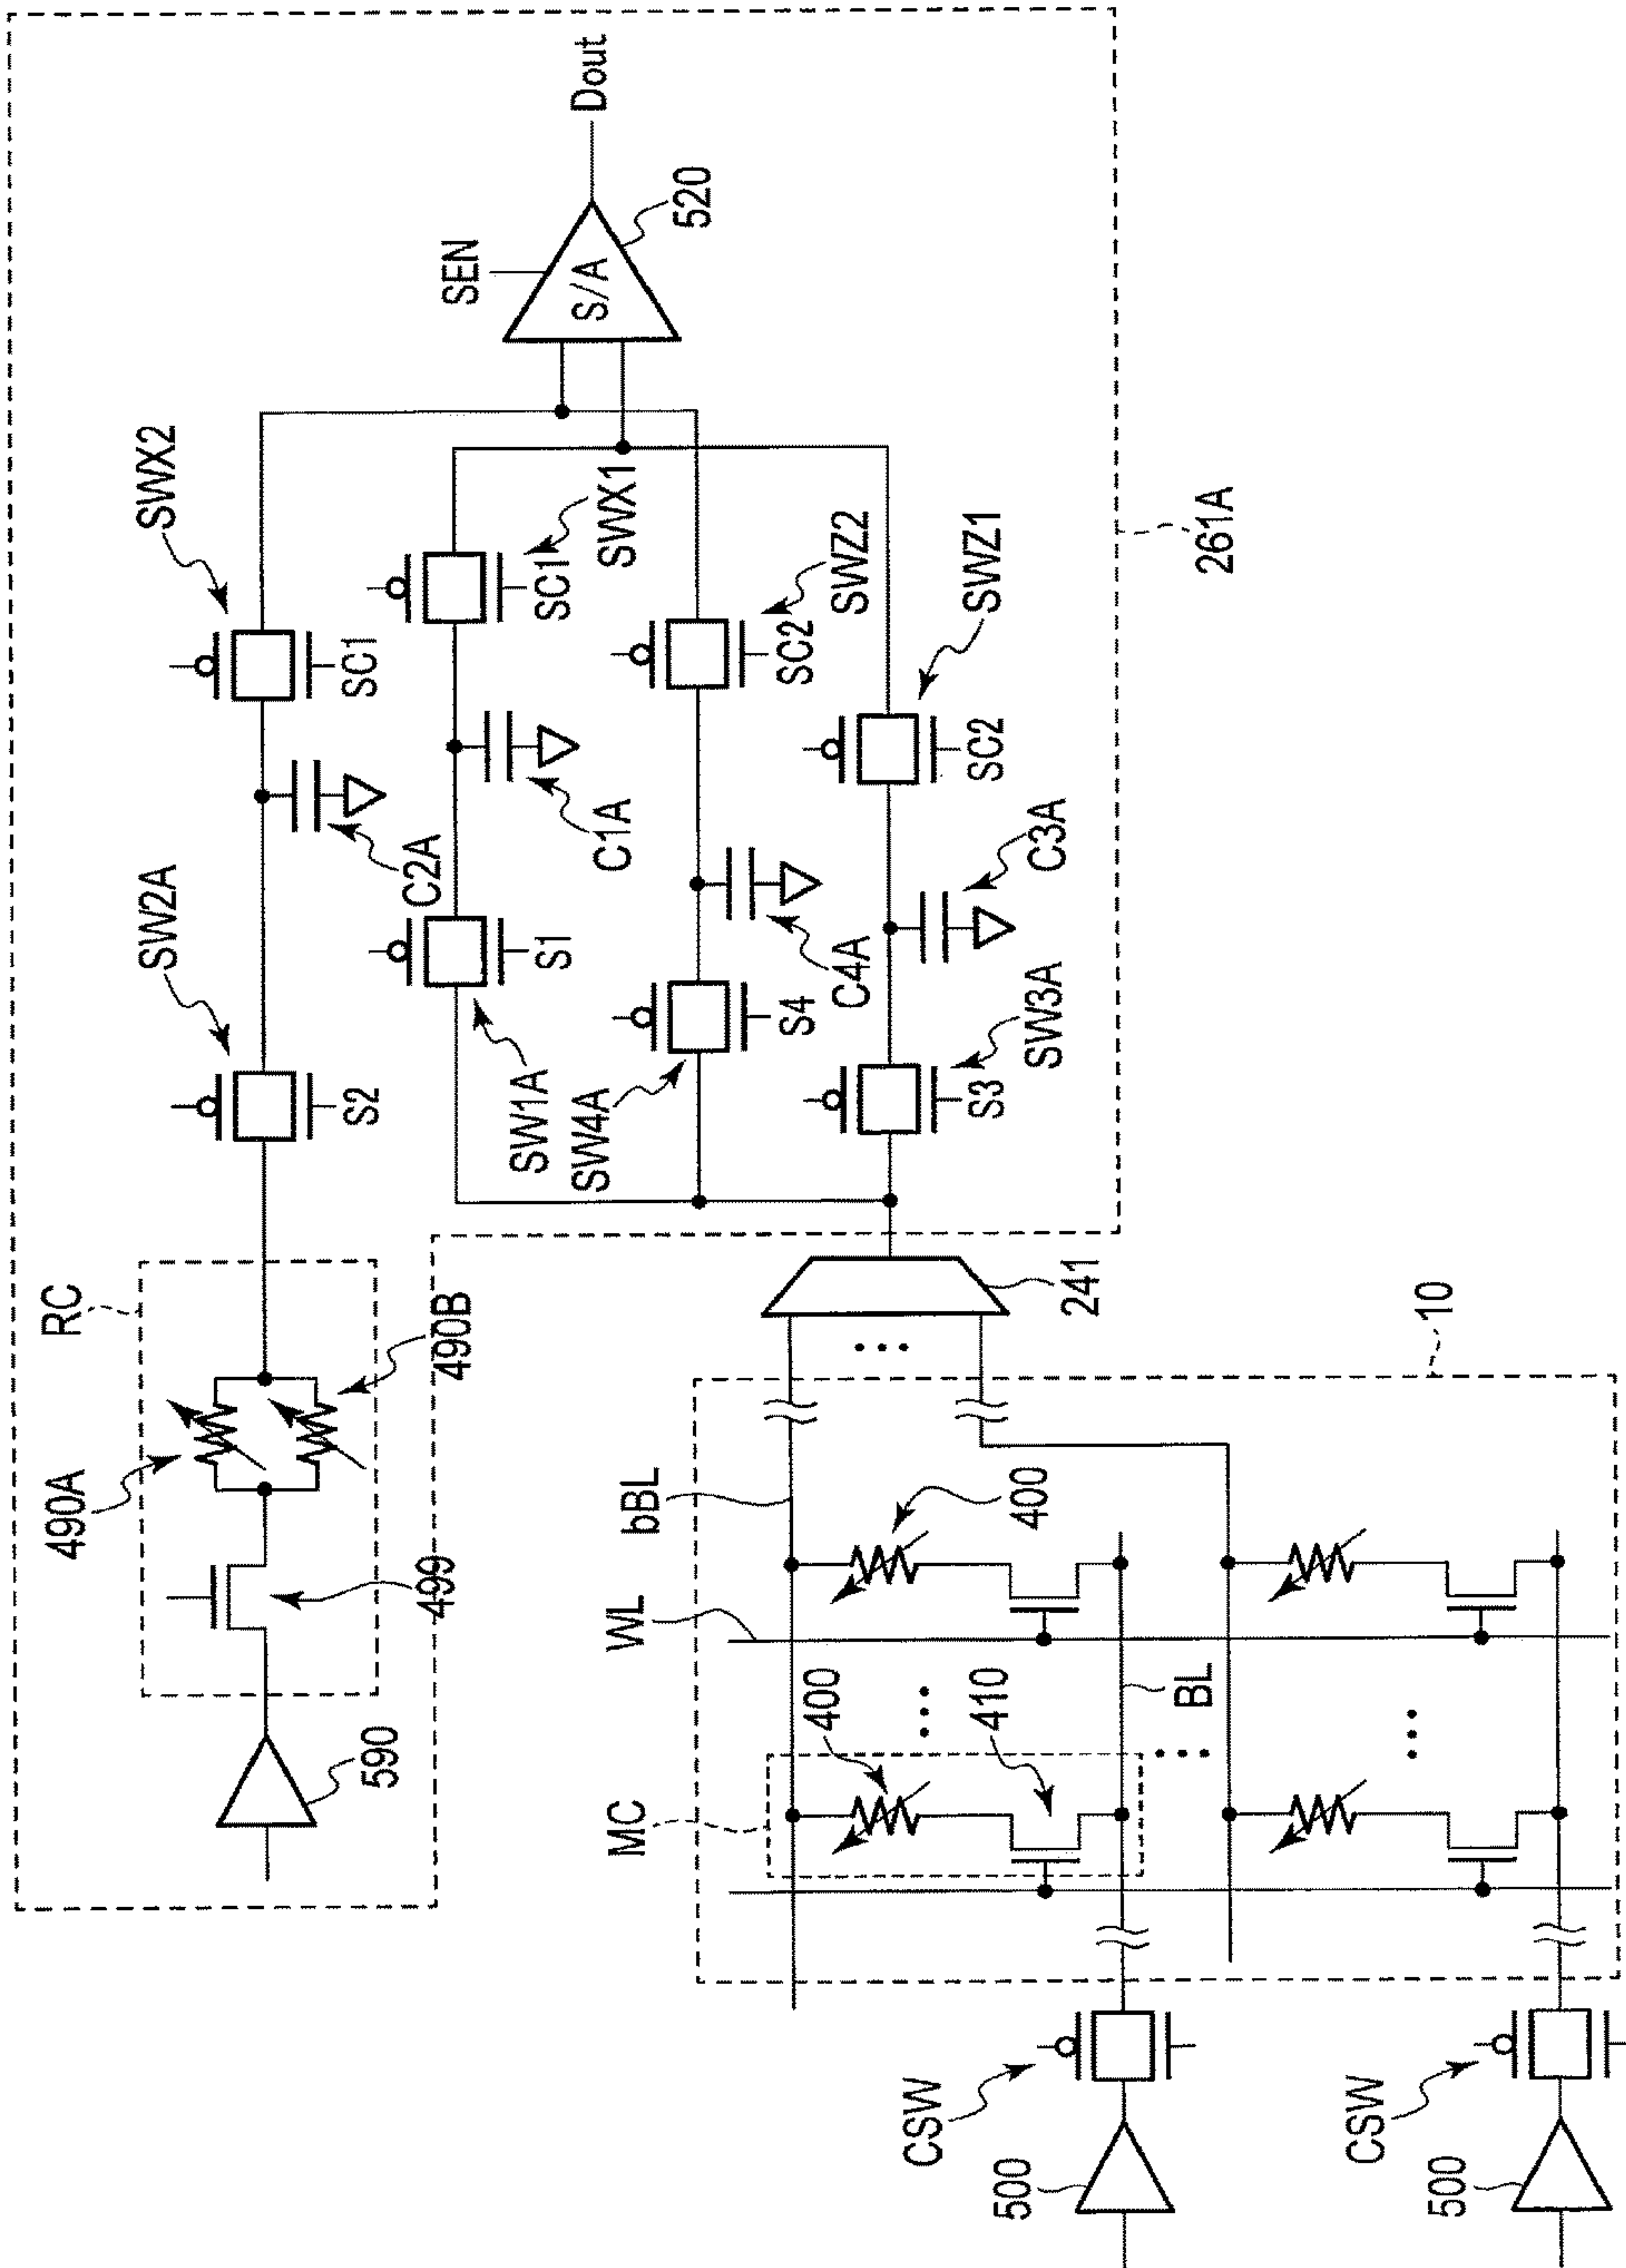 RC
490A
490B
499
590
SW2A
S2
C2A
SWX2
SC1
SW1A
S1
C1A
SC1
SWX1
SW4A
S4
C4A
SC2
SWZ2
SW3A
S3
C3A
SC2
SWZ1
SEN
S/A
520
Dout
261A
241
10
bBL
WL
400
MC
400
410
BL
CSW
500
CSW
500